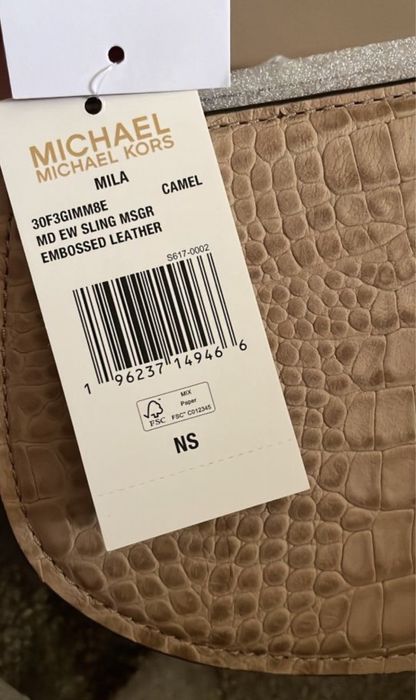 MICHAEL
MICHAEL KORS
MILA CAMEL
30F3GIMM8E
MD EW SLING MSGR
EMBOSSED LEATHER
S617-0002
1 96237 14946 6
FSC
MIX
Paper
FSC™ C012345
NS